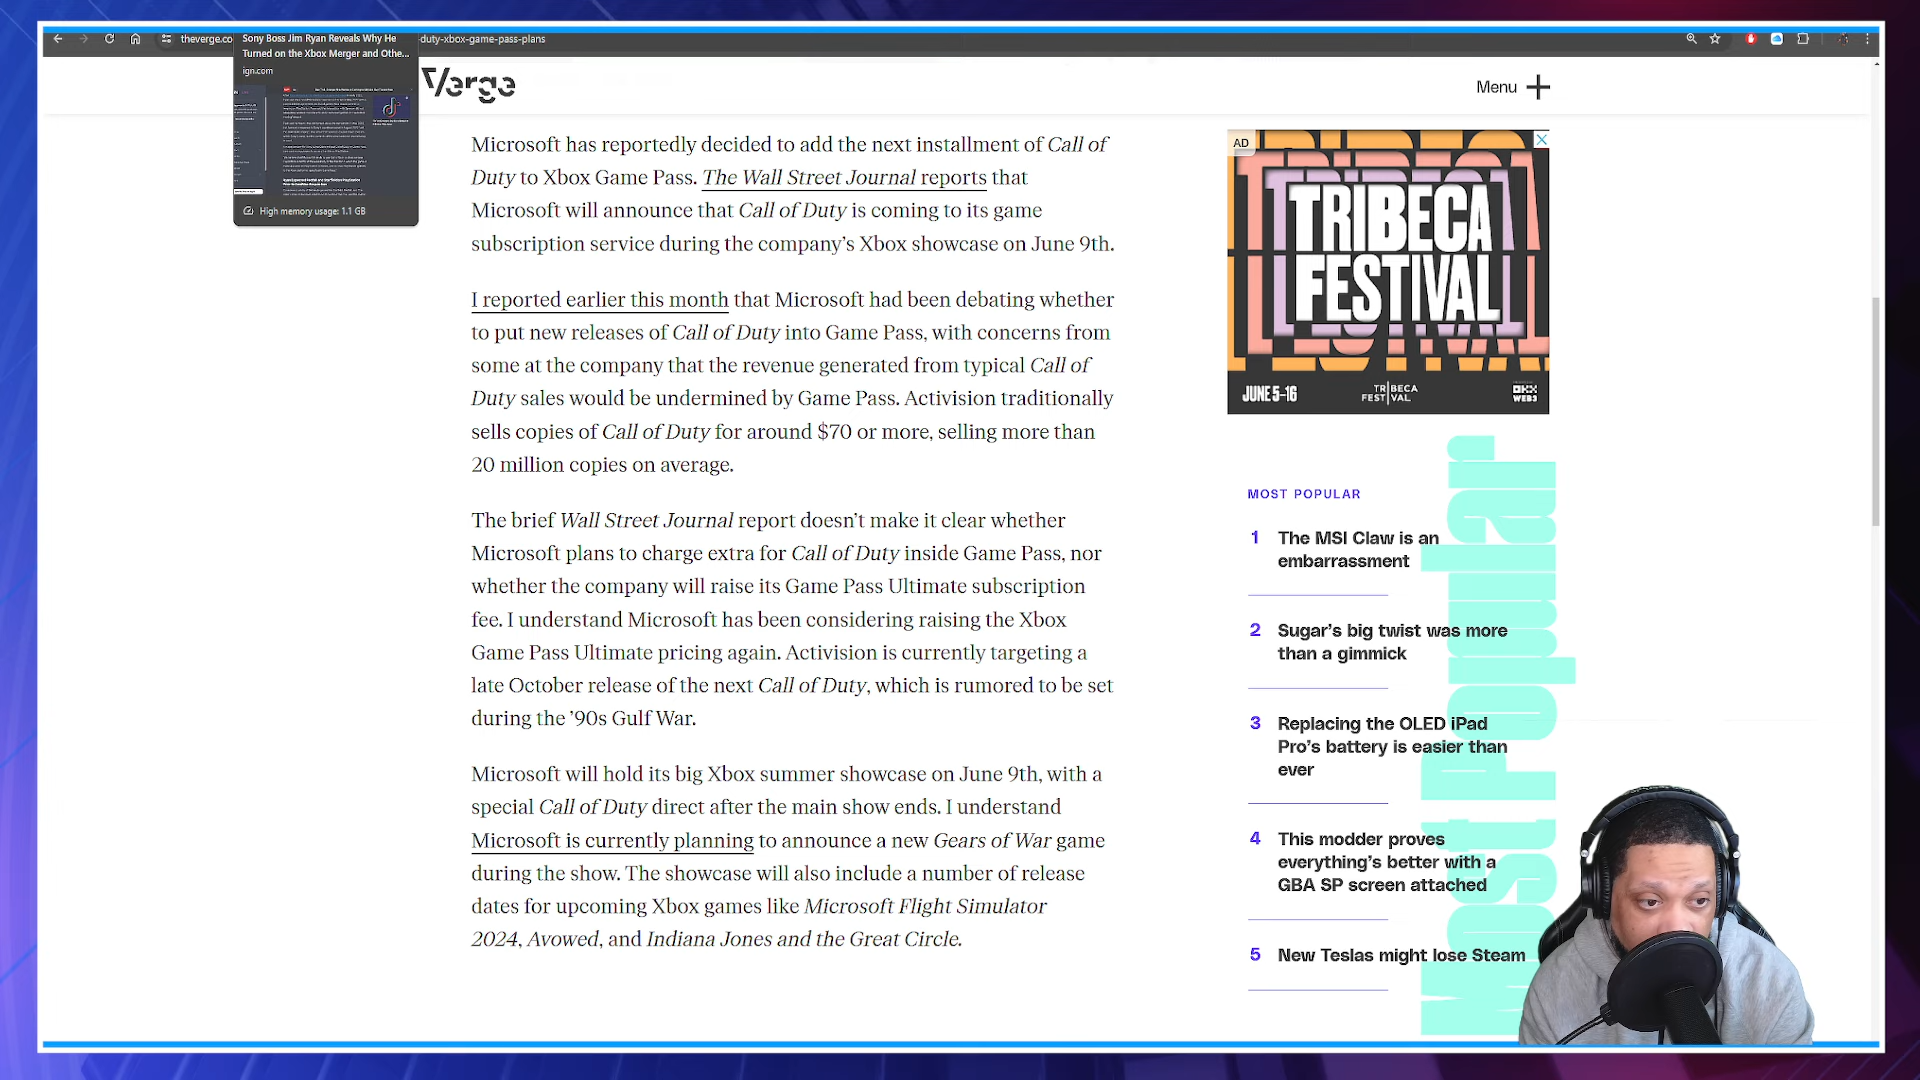 theverge.co
duty-xbox-game-pass-plans
Sony Boss Jim Ryan Reveals Why He
Turned on the Xbox Merger and Othe...
ign.com
High memory usage: 1.1 GB
Verge
Menu
Microsoft has reportedly decided to add the next installment of Call of
Duty to Xbox Game Pass. The Wall Street Journal reports that
Microsoft will announce that Call of Duty is coming to its game
subscription service during the company’s Xbox showcase on June 9th.
I reported earlier this month that Microsoft had been debating whether
to put new releases of Call of Duty into Game Pass, with concerns from
some at the company that the revenue generated from typical Call of
Duty sales would be undermined by Game Pass. Activision traditionally
sells copies of Call of Duty for around $70 or more, selling more than
20 million copies on average.
The brief Wall Street Journal report doesn’t make it clear whether
Microsoft plans to charge extra for Call of Duty inside Game Pass, nor
whether the company will raise its Game Pass Ultimate subscription
fee. I understand Microsoft has been considering raising the Xbox
Game Pass Ultimate pricing again. Activision is currently targeting a
late October release of the next Call of Duty, which is rumored to be set
during the ’90s Gulf War.
Microsoft will hold its big Xbox summer showcase on June 9th, with a
special Call of Duty direct after the main show ends. I understand
Microsoft is currently planning to announce a new Gears of War game
during the show. The showcase will also include a number of release
dates for upcoming Xbox games like Microsoft Flight Simulator
2024, Avowed, and Indiana Jones and the Great Circle.
AD
TRIBECA
FESTIVAL
JUNE 5-16
TRIBECA
FESTIVAL
OKX
WEB3
Most Popular
MOST POPULAR
1 The MSI Claw is an
embarrassment
2 Sugar’s big twist was more
than a gimmick
3 Replacing the OLED iPad
Pro’s battery is easier than
ever
4 This modder proves
everything’s better with a
GBA SP screen attached
5 New Teslas might lose Steam